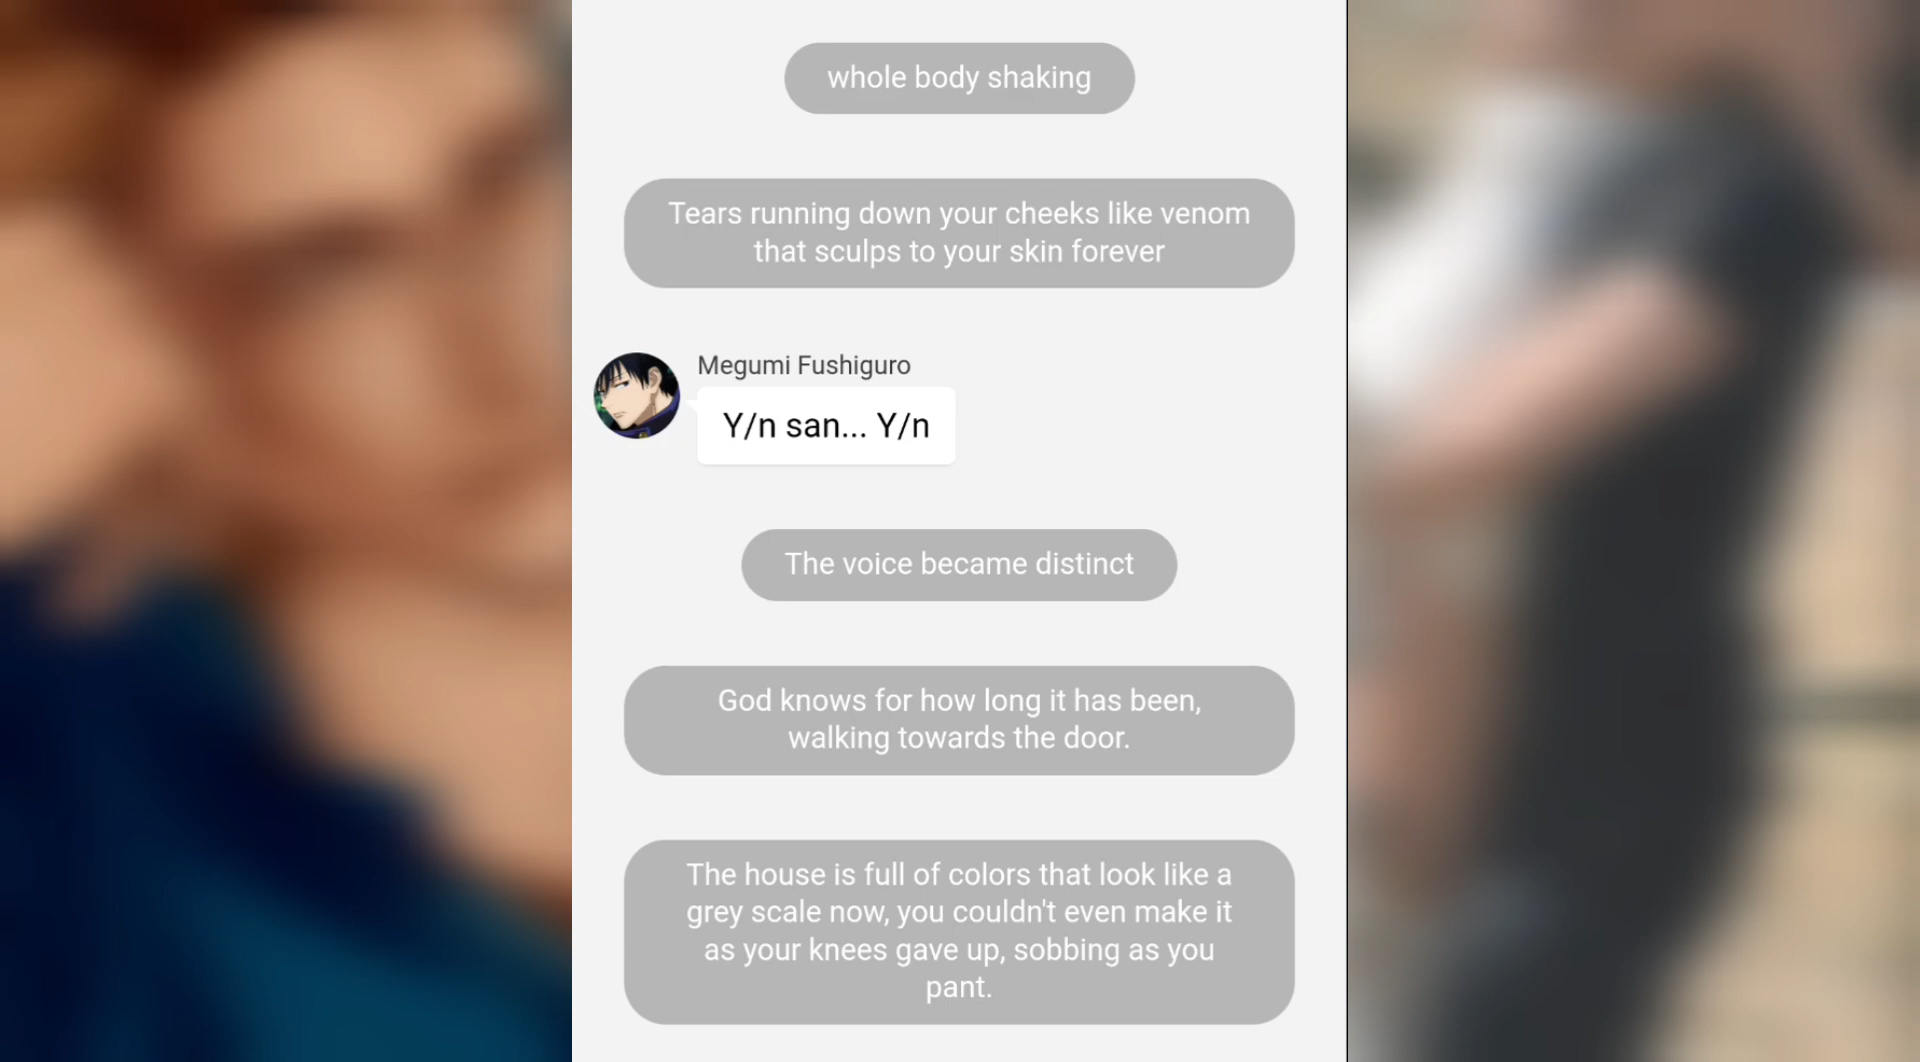 whole body shaking
Tears running down your cheeks like venom
that sculps to your skin forever
Megumi Fushiguro
Y/n san... Y/n
The voice became distinct
God knows for how long it has been,
walking towards the door.
The house is full of colors that look like a
grey scale now, you couldn't even make it
as your knees gave up, sobbing as you
pant.